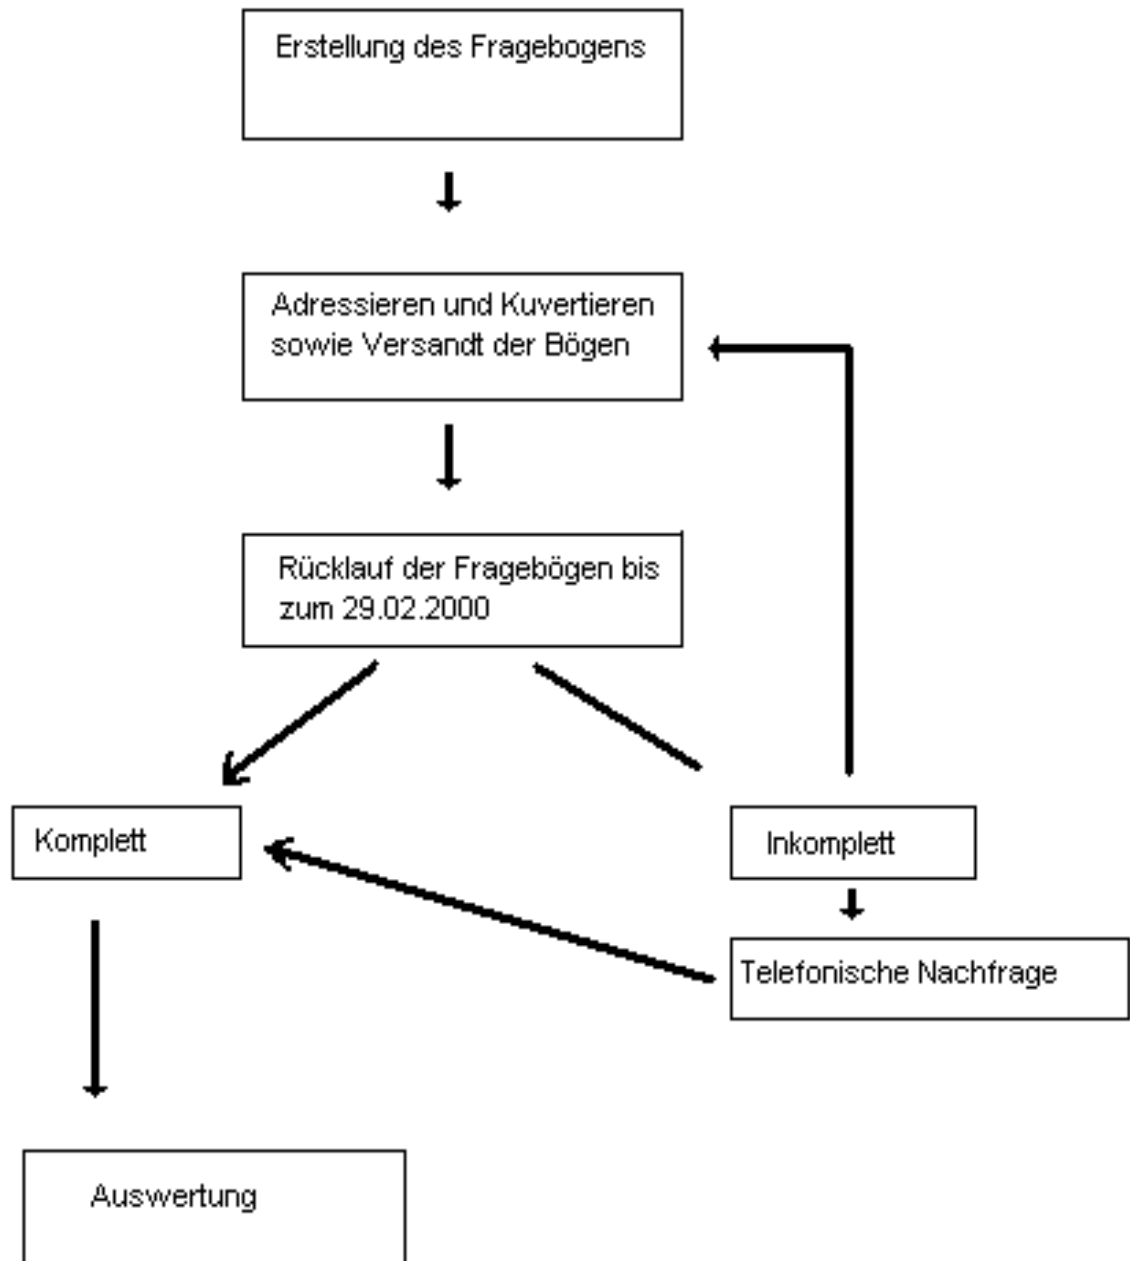 Erstellung des Fragebogens
Adressieren und Kuvertieren
sowie Versandt der Bögen
Rücklauf der Fragebögen bis
zum 29.02.2000
Komplett
Inkomplett
Telefonische Nachfrage
Auswertung